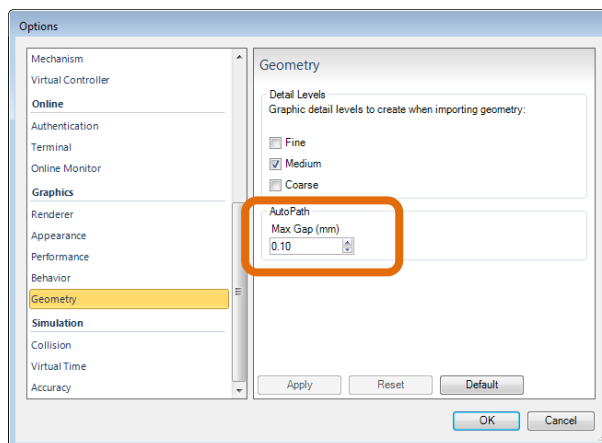 Options
Mechanism
Virtual Controller
Online
Authentication
Terminal
Online Monitor
Graphics
Renderer
Appearance
Performance
Behavior
Geometry
Simulation
Collision
Virtual Time
Accuracy
Geometry
Detail Levels
Graphic detail levels to create when importing geometry:
Fine
Medium
Coarse
AutoPath
Max Gap (mm)
0.10
Apply Reset Default
OK Cancel